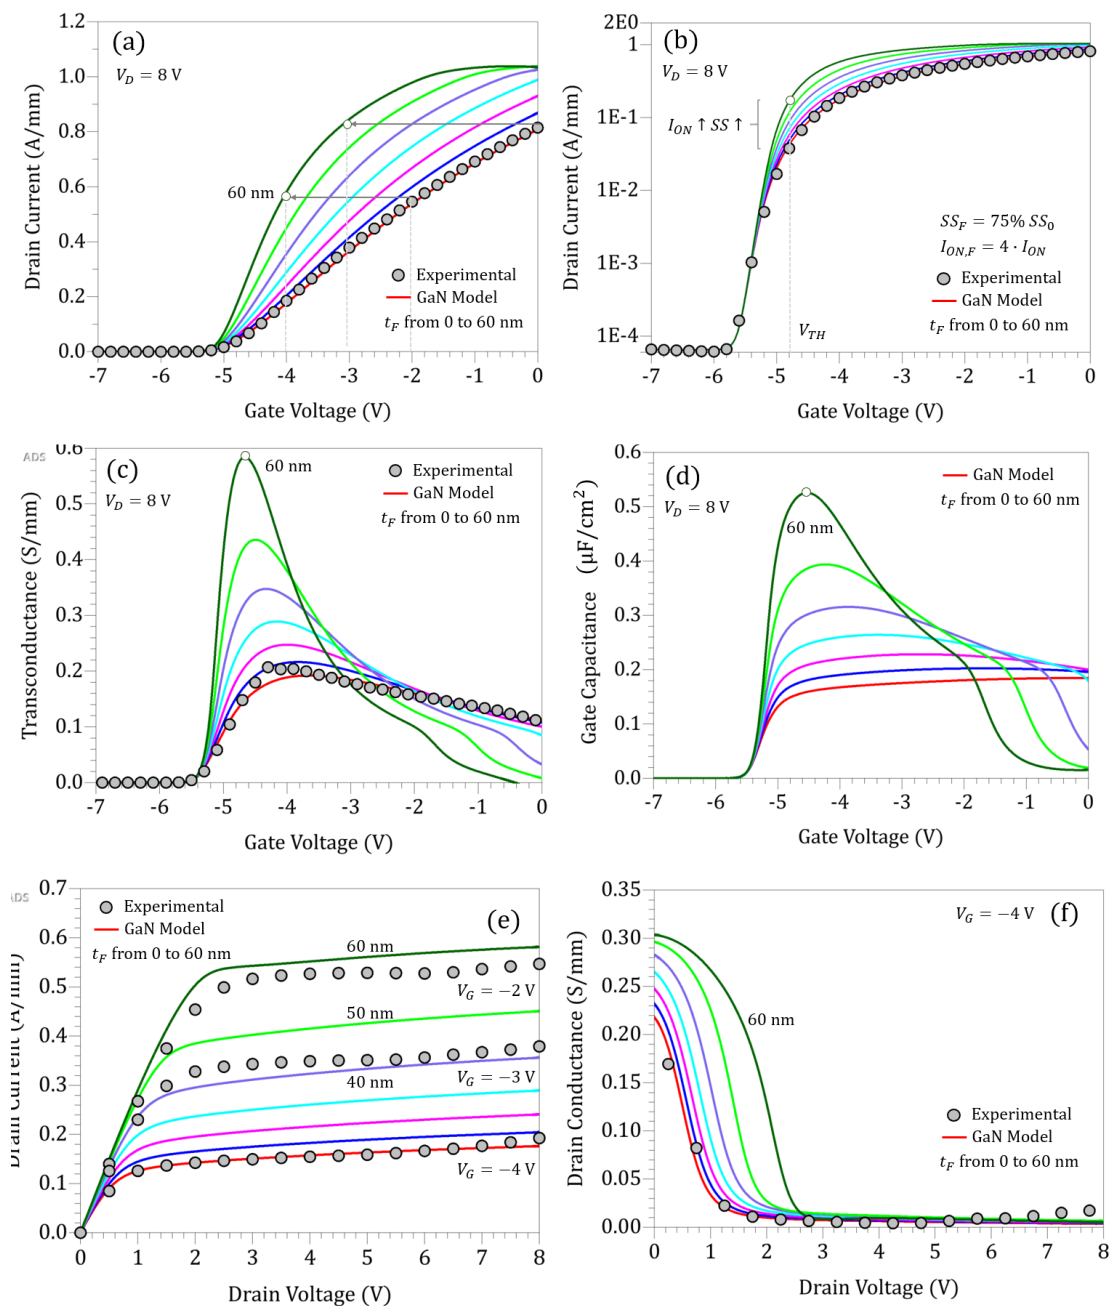 (a)
V_D = 8 V
1.2
1.0
0.8
0.6
0.4
0.2
0.0
Drain Current (A/mm)
60 nm
Experimental
GaN Model
t_F from 0 to 60 nm
-7 -6 -5 -4 -3 -2 -1 0
Gate Voltage (V)
(b)
V_D = 8 V
2E0
1
1E-1
1E-2
1E-3
1E-4
Drain Current (A/mm)
I_ON ↑ SS ↑
SS_F = 75% SS_0
I_ON,F = 4 · I_ON
Experimental
GaN Model
t_F from 0 to 60 nm
V_TH
-7 -6 -5 -4 -3 -2 -1 0
Gate Voltage (V)
ADS
(c)
V_D = 8 V
0.6
0.5
0.4
0.3
0.2
0.1
0.0
Transconductance (S/mm)
60 nm
Experimental
GaN Model
t_F from 0 to 60 nm
-7 -6 -5 -4 -3 -2 -1 0
Gate Voltage (V)
(d)
V_D = 8 V
0.6
0.5
0.4
0.3
0.2
0.1
0.0
Gate Capacitance (μF/cm²)
60 nm
GaN Model
t_F from 0 to 60 nm
-7 -6 -5 -4 -3 -2 -1 0
Gate Voltage (V)
ADS
(e)
0.7
0.6
0.5
0.4
0.3
0.2
0.1
0.0
Drain Current (A/mm)
Experimental
GaN Model
t_F from 0 to 60 nm
60 nm
V_G = −2 V
50 nm
V_G = −3 V
40 nm
V_G = −4 V
0 1 2 3 4 5 6 7 8
Drain Voltage (V)
V_G = −4 V
(f)
0.35
0.30
0.25
0.20
0.15
0.10
0.05
0.00
Drain Conductance (S/mm)
60 nm
Experimental
GaN Model
t_F from 0 to 60 nm
0 1 2 3 4 5 6 7 8
Drain Voltage (V)